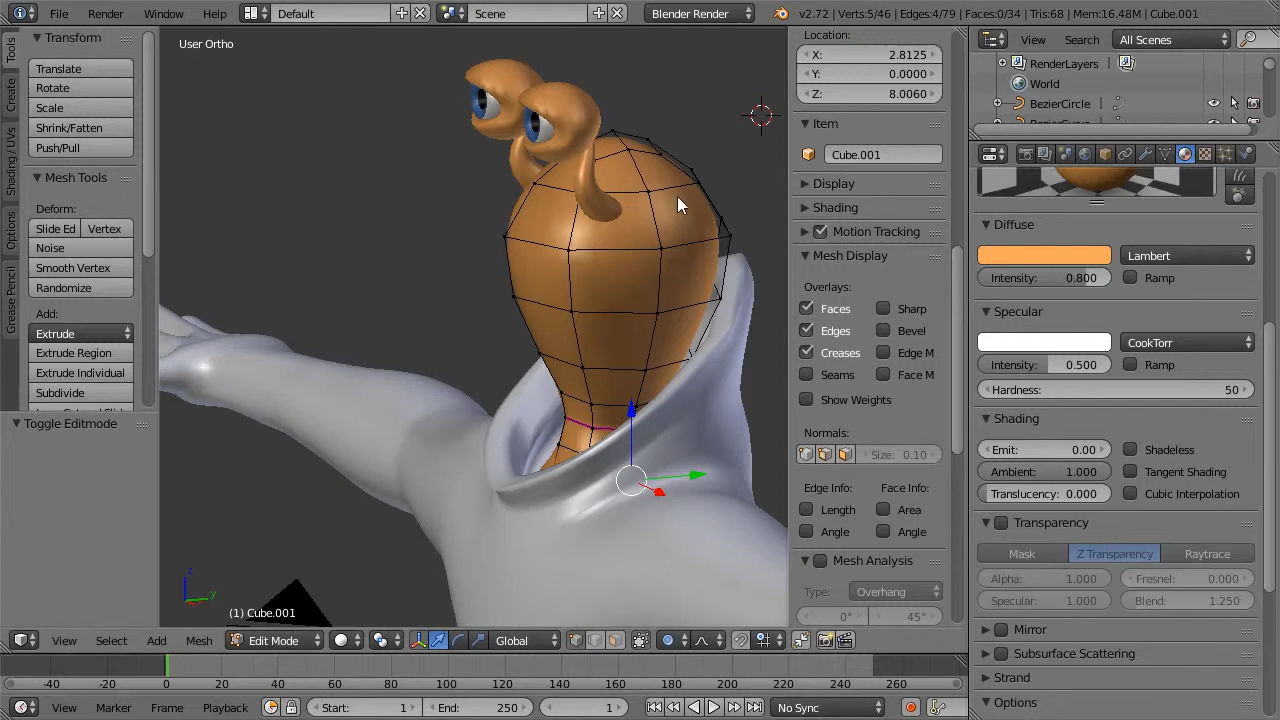 File Render Window Help Default Scene Blender Render v2.72 | Verts:5/46 | Edges:4/79 | Faces:0/34 | Tris:68 | Mem:16.48M | Cube.001
Tools
Create
Shading/UVs
Options
Grease Pencil
Transform
Translate
Rotate
Scale
Shrink/Fatten
Push/Pull
Mesh Tools
Deform:
Slide Ed Vertex
Noise
Smooth Vertex
Randomize
Add:
Extrude
Extrude Region
Extrude Individual
Subdivide
Toggle Editmode
User Ortho
z
y
(1) Cube.001
Location:
X: 2.8125
Y: 0.0000
Z: 8.0060
Item
Cube.001
Display
Shading
Motion Tracking
Mesh Display
Overlays:
Faces Sharp
Edges Bevel
Creases Edge M
Seams Face M
Show Weights
Normals:
Size: 0.10
Edge Info: Face Info:
Length Area
Angle Angle
Mesh Analysis
Type: Overhang
0° 45°
View Search All Scenes
RenderLayers
World
BezierCircle
Diffuse
Lambert
Intensity: 0.800 Ramp
Specular
CookTorr
Intensity: 0.500 Ramp
Hardness: 50
Shading
Emit: 0.00 Shadeless
Ambient: 1.000 Tangent Shading
Translucency: 0.000 Cubic Interpolation
Transparency
Mask Z Transparency Raytrace
Alpha: 1.000 Fresnel: 0.000
Specular: 1.000 Blend: 1.250
Mirror
Subsurface Scattering
Strand
Options
View Select Add Mesh Edit Mode Global
-40 -20 0 20 40 60 80 100 120 140 160 180 200 220 240 260
View Marker Frame Playback Start: 1 End: 250 1 No Sync